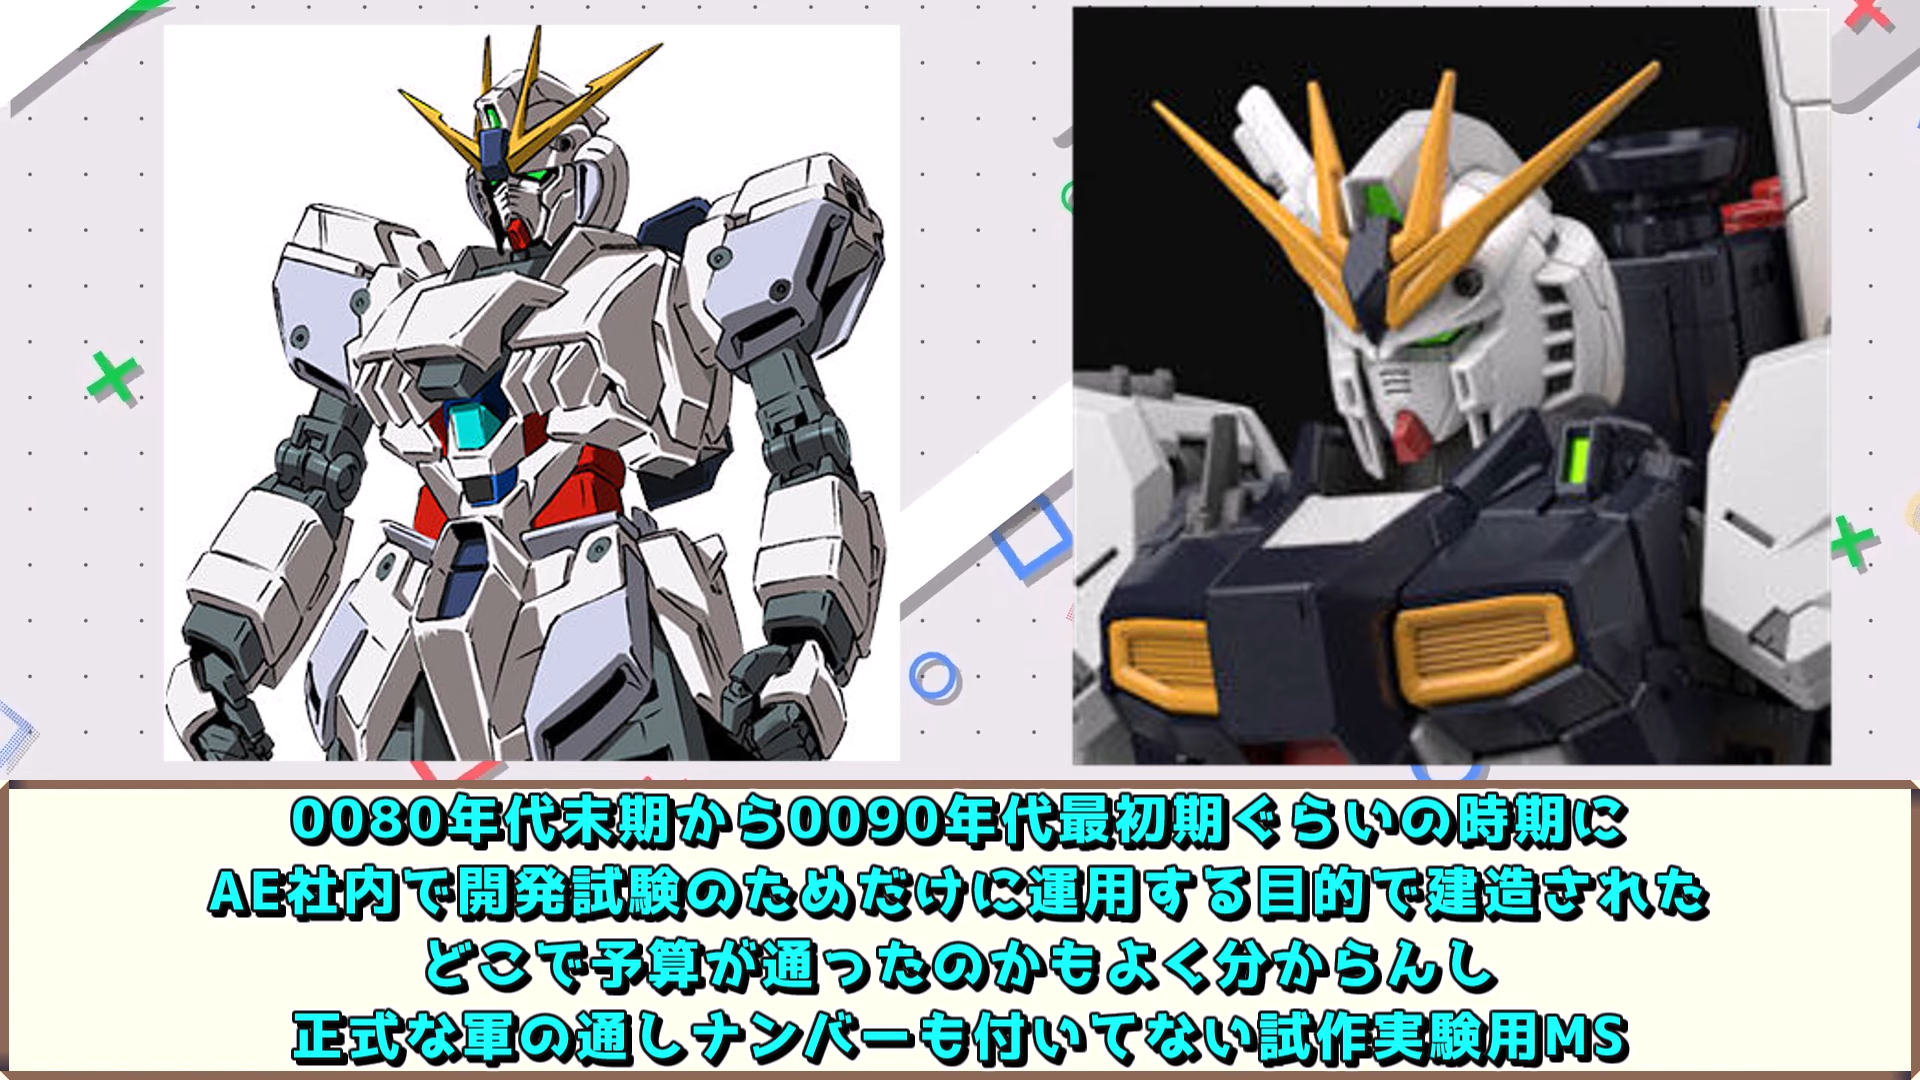 0080年代末期から0090年代最初期ぐらいの時期に
AE社内で開発試験のためだけに運用する目的で建造された
どこで予算が通ったのかもよく分からんし
正式な軍の通しナンバーも付いてない試作実験用MS